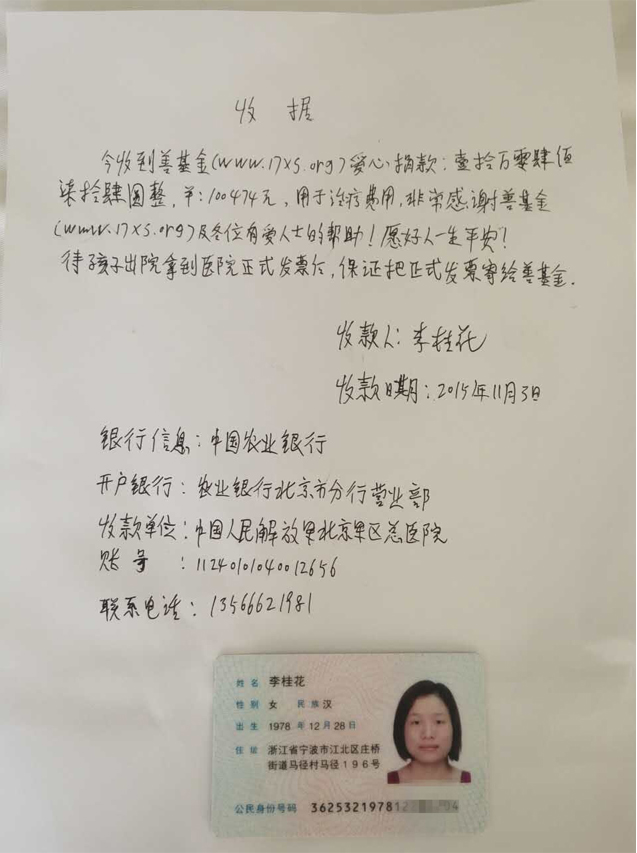 收 据
今收到善基金(www.17xs.org)爱心捐款:壹拾万零肆佰
柒拾肆圆整,¥:100474元,用于治疗费用,非常感谢善基金
(www.17xs.org)及各位有爱人士的帮助!愿好人一生平安!
待孩子出院拿到医院正式发票后,保证把正式发票寄给善基金.
收款人:李桂花
收款日期:2015年11月3日
银行信息:中国农业银行
开户银行:农业银行北京市分行营业部
收款单位:中国人民解放军北京军区总医院
账号:11240101040012656
联系电话:13566621981
姓名 李桂花
性别 女 民族 汉
出生 1978 年 12 月 28 日
住址 浙江省宁波市江北区庄桥
街道马径村马径196号
公民身份号码 362532197812